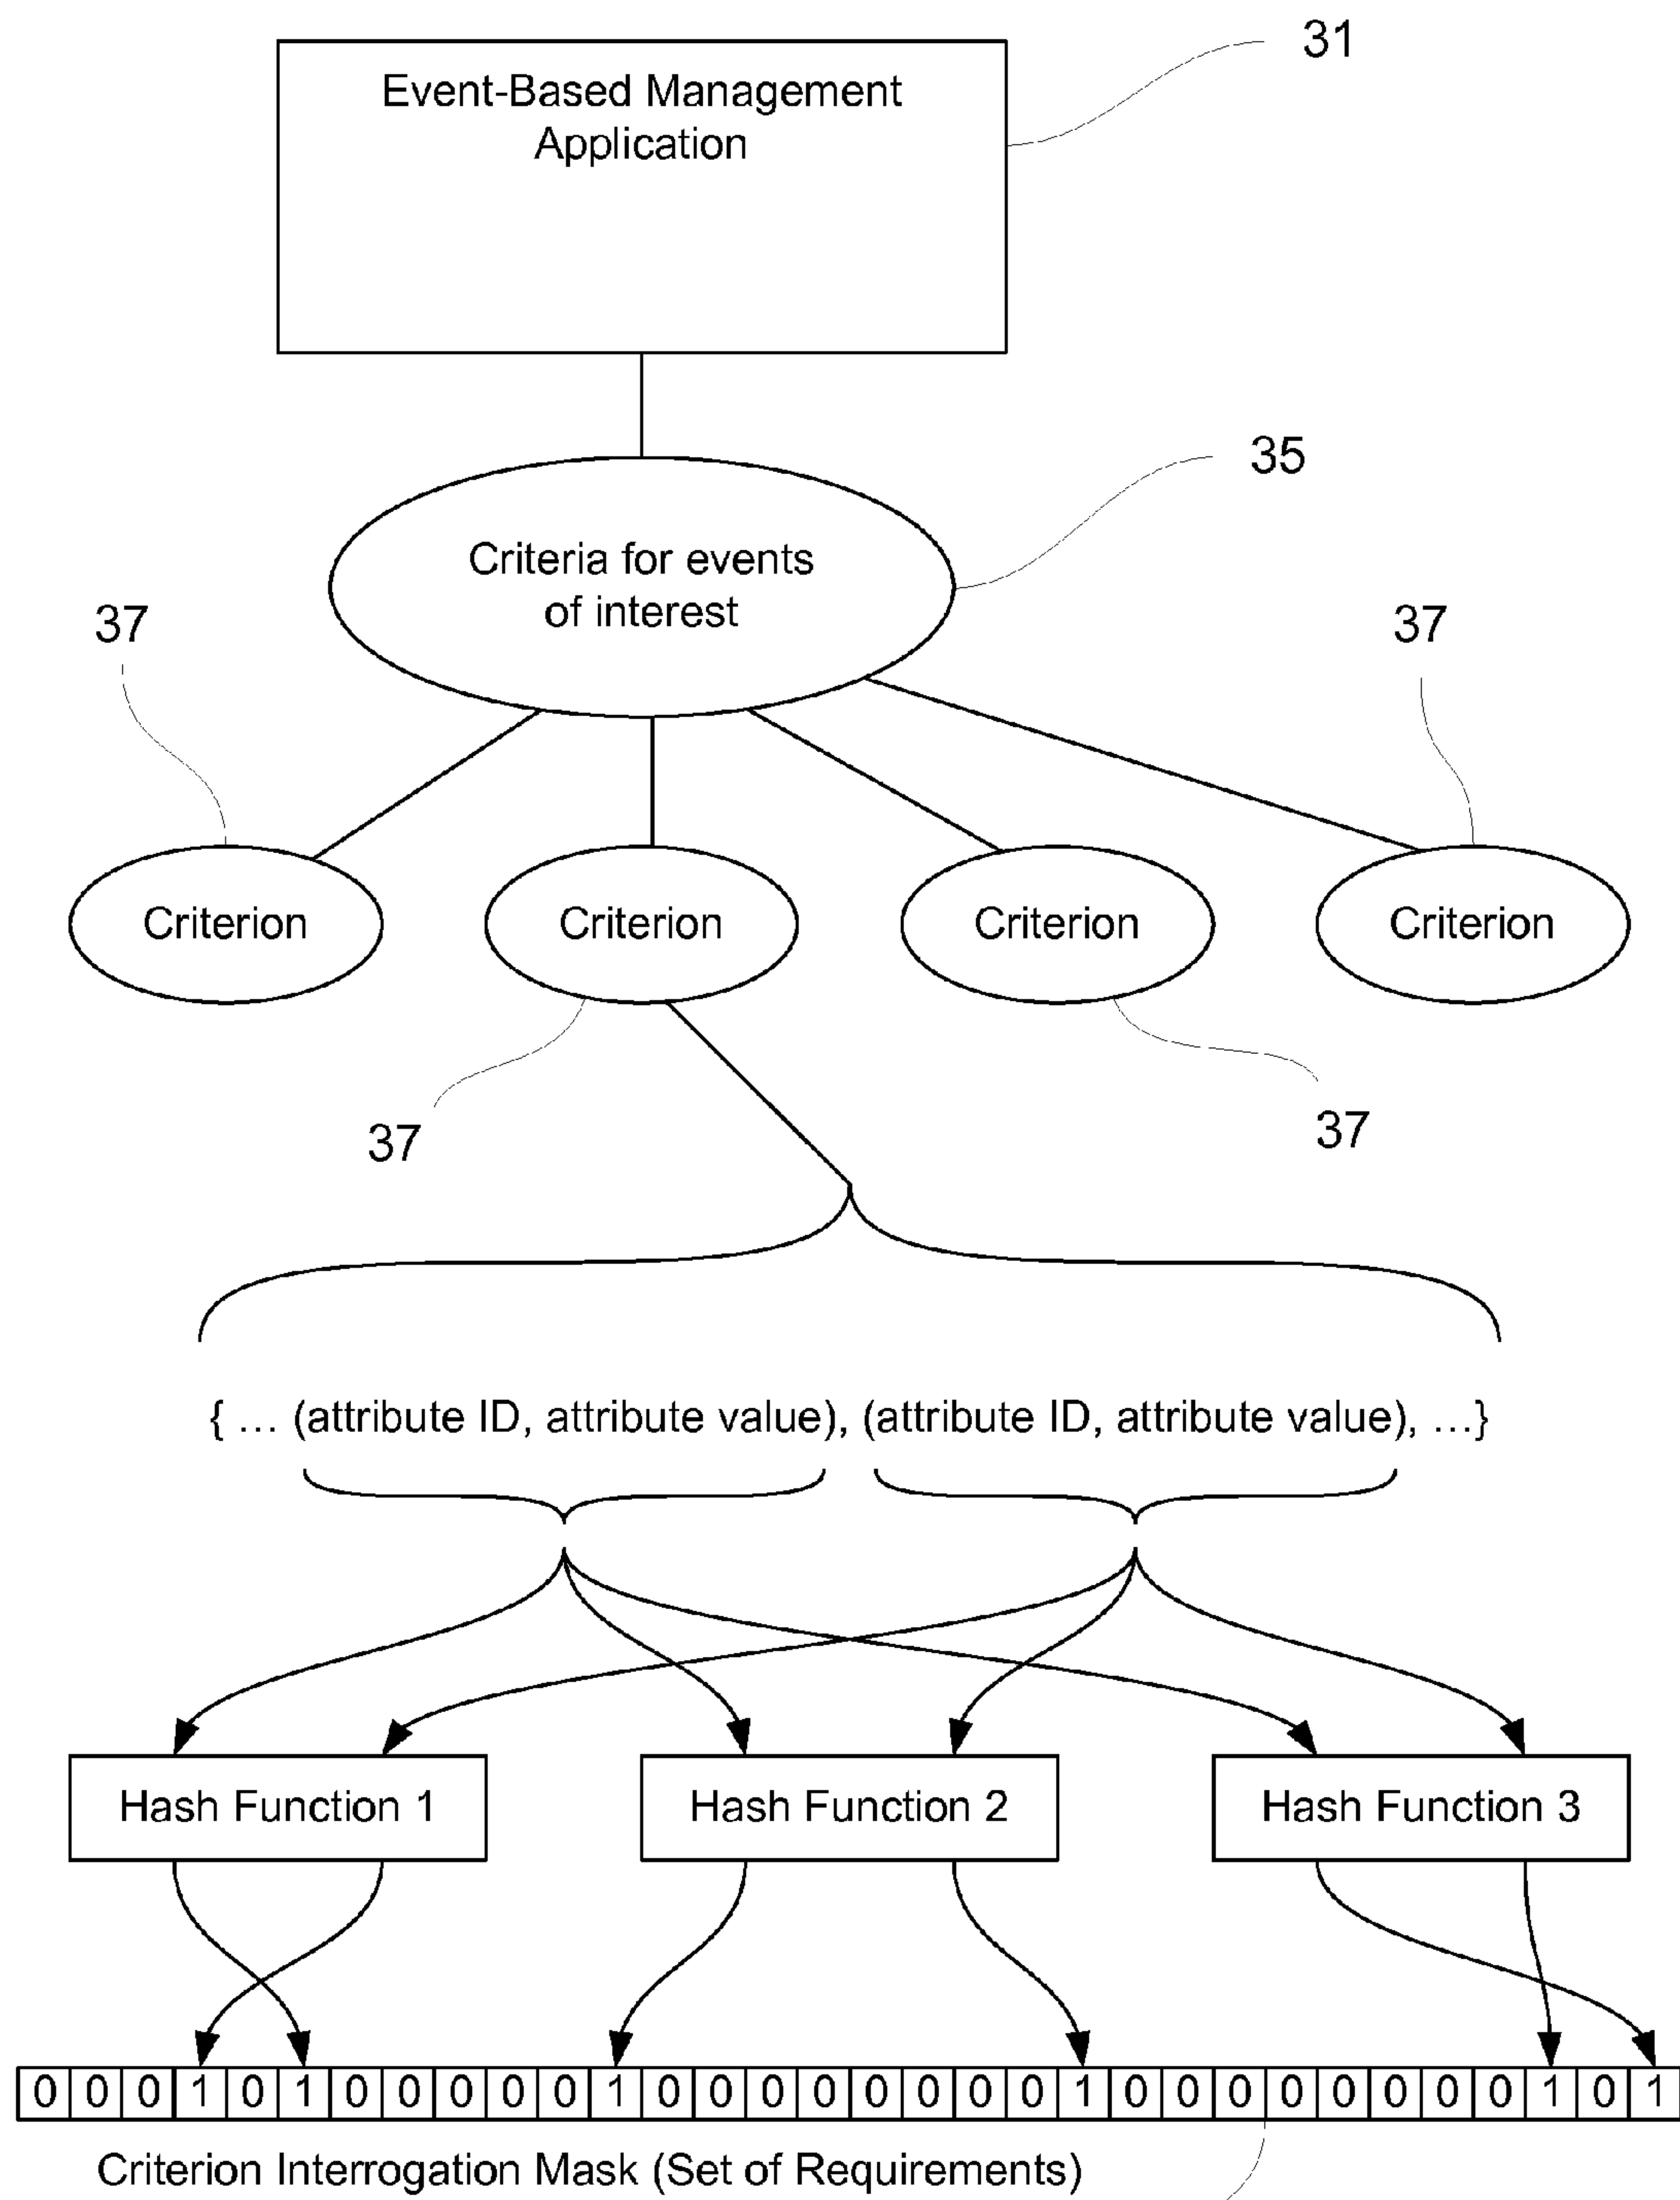 31
Event-Based Management
Application
35
Criteria for events
of interest
37
37
Criterion Criterion Criterion Criterion
37
37
{ ... (attribute ID, attribute value), (attribute ID, attribute value), ...}
Hash Function 1 Hash Function 2 Hash Function 3
0 0 0 1 0 1 0 0 0 0 0 1 0 0 0 0 0 0 0 0 1 0 0 0 0 0 0 0 0 1 0 1
Criterion Interrogation Mask (Set of Requirements)